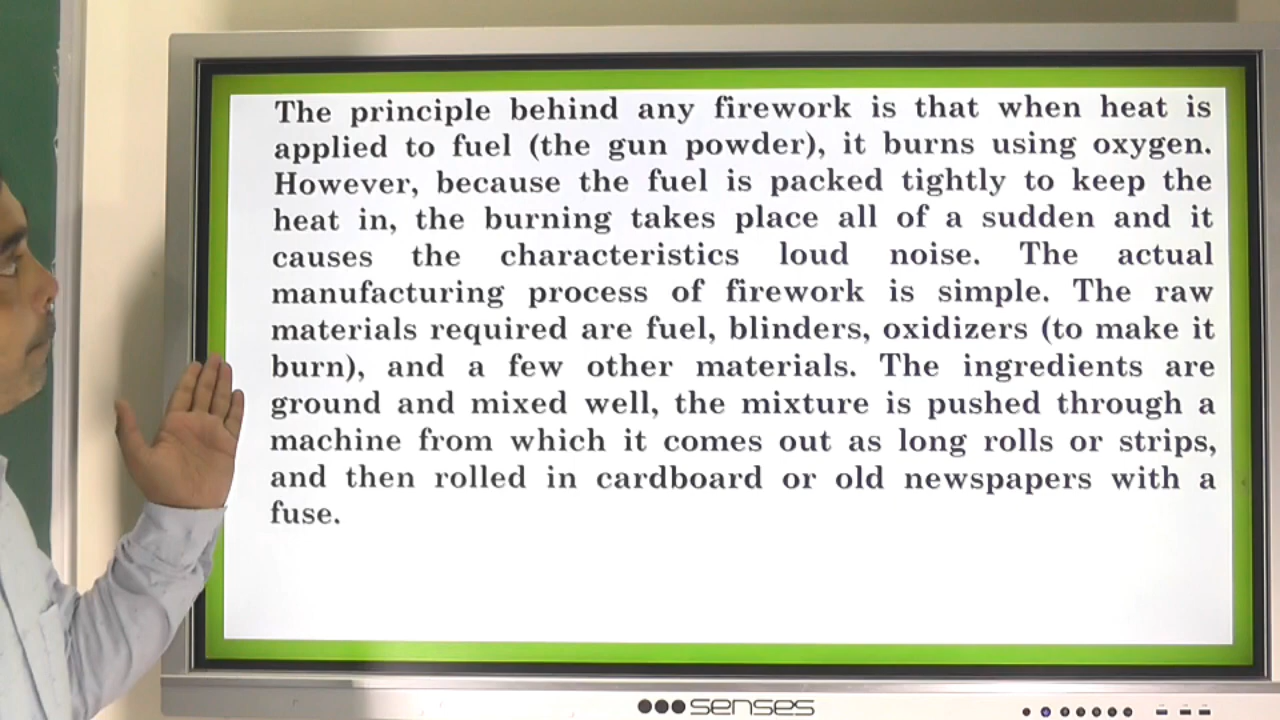 The principle behind any firework is that when heat is
applied to fuel (the gun powder), it burns using oxygen.
However, because the fuel is packed tightly to keep the
heat in, the burning takes place all of a sudden and it
causes the characteristics loud noise. The actual
manufacturing process of firework is simple. The raw
materials required are fuel, blinders, oxidizers (to make it
burn), and a few other materials. The ingredients are
ground and mixed well, the mixture is pushed through a
machine from which it comes out as long rolls or strips,
and then rolled in cardboard or old newspapers with a
fuse.
senses